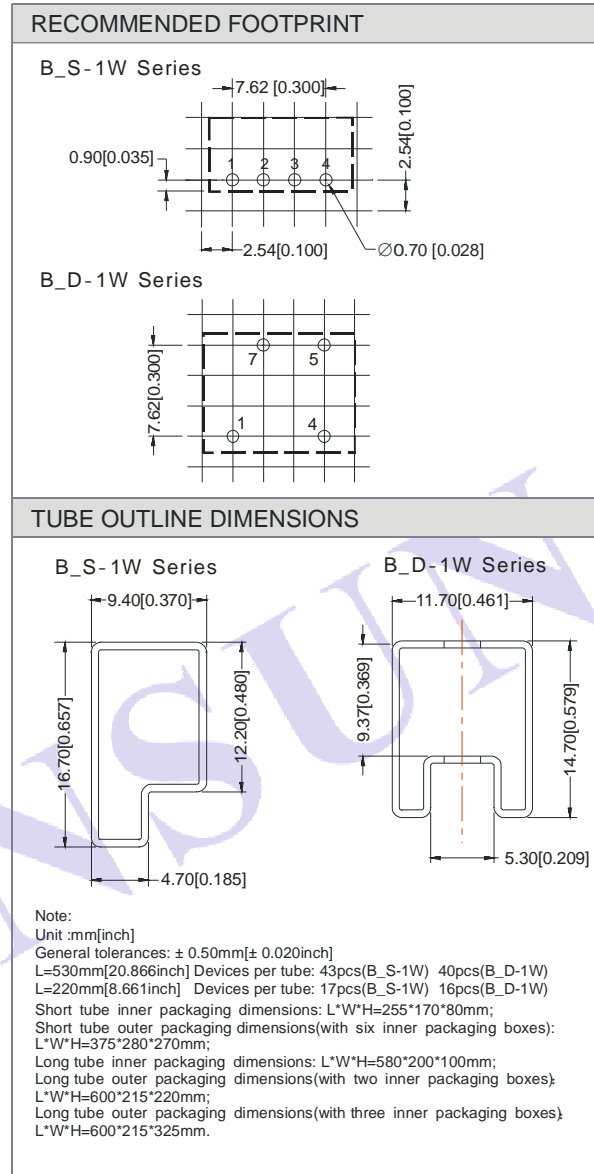 RECOMMENDED FOOTPRINT
B_S-1W Series
7.62 [0.300]
0.90[0.035]
1 2 3 4
2.54[0.100]
2.54[0.100]
∅0.70 [0.028]
B_D-1W Series
7 5
7.62[0.300]
1 4
TUBE OUTLINE DIMENSIONS
B_S-1W Series
B_D-1W Series
9.40[0.370]
11.70[0.461]
16.70[0.657]
12.20[0.480]
9.37[0.369]
14.70[0.579]
4.70[0.185]
5.30[0.209]
Note:
Unit :mm[inch]
General tolerances: ± 0.50mm[± 0.020inch]
L=530mm[20.866inch] Devices per tube: 43pcs(B_S-1W) 40pcs(B_D-1W)
L=220mm[8.661inch] Devices per tube: 17pcs(B_S-1W) 16pcs(B_D-1W)
Short tube inner packaging dimensions: L*W*H=255*170*80mm;
Short tube outer packaging dimensions(with six inner packaging boxes):
L*W*H=375*280*270mm;
Long tube inner packaging dimensions: L*W*H=580*200*100mm;
Long tube outer packaging dimensions(with two inner packaging boxes):
L*W*H=600*215*220mm;
Long tube outer packaging dimensions(with three inner packaging boxes):
L*W*H=600*215*325mm.